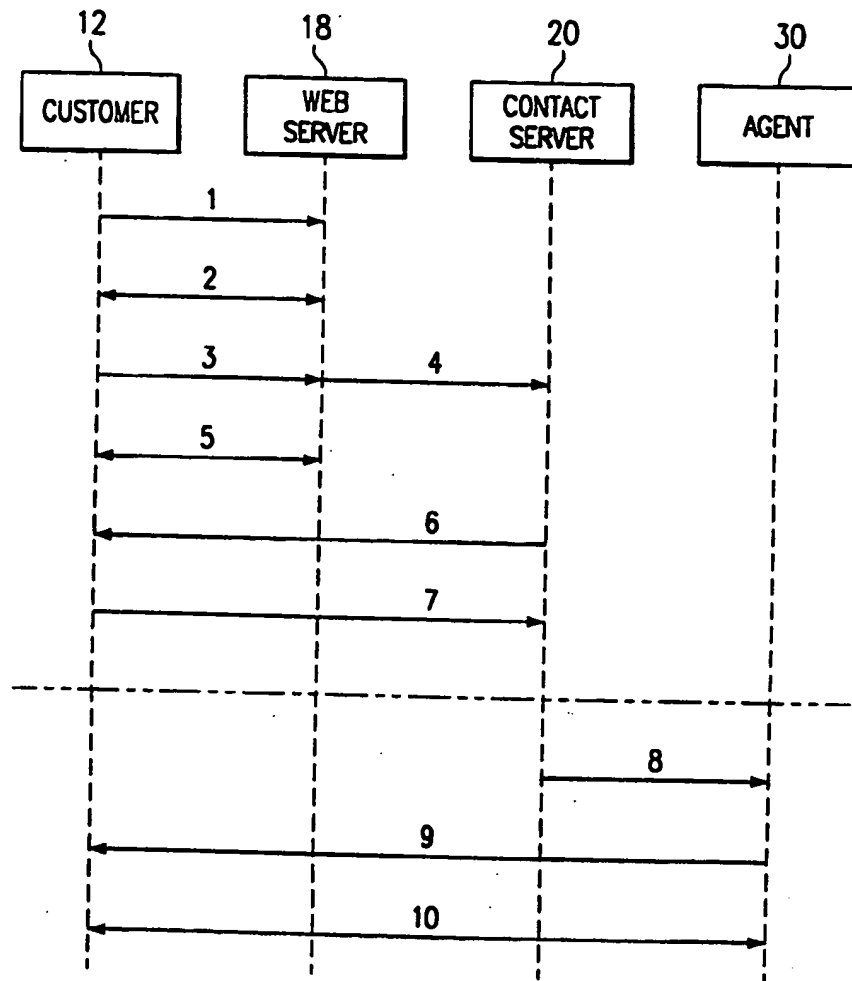 12 18 20 30
CUSTOMER
WEB
SERVER
CONTACT
SERVER
AGENT
1
2
3 4
5
6
7
8
9
10